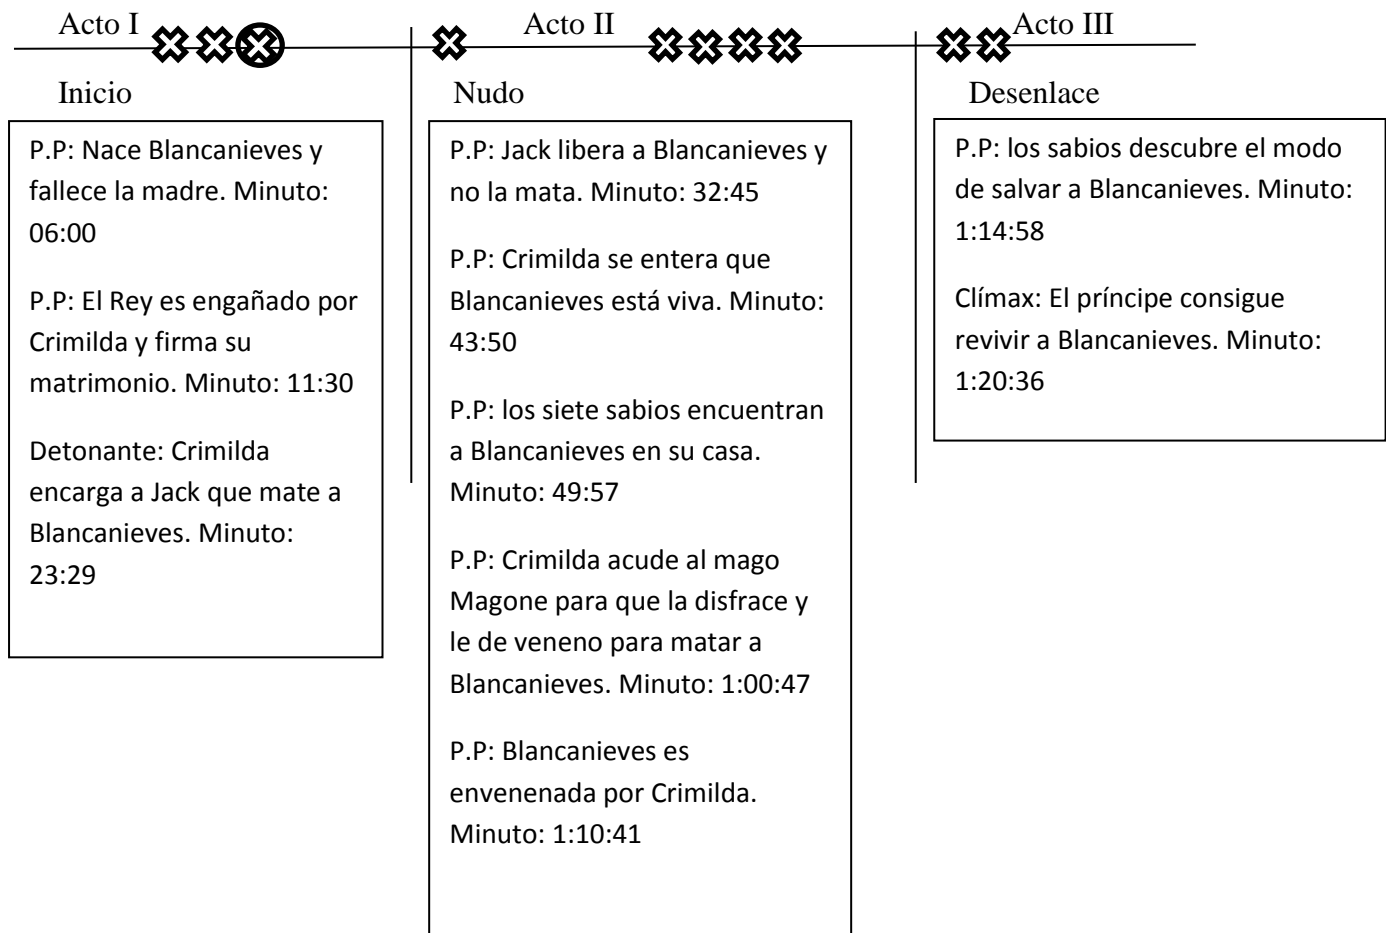 Acto I
Acto II
Acto III
Inicio
Nudo
Desenlace
P.P: Nace Blancanieves y
fallece la madre. Minuto:
06:00
P.P: El Rey es engañado por
Crimilda y firma su
matrimonio. Minuto: 11:30
Detonante: Crimilda
encarga a Jack que mate a
Blancanieves. Minuto:
23:29
P.P: Jack libera a Blancanieves y
no la mata. Minuto: 32:45
P.P: Crimilda se entera que
Blancanieves está viva. Minuto:
43:50
P.P: los siete sabios encuentran
a Blancanieves en su casa.
Minuto: 49:57
P.P: Crimilda acude al mago
Magone para que la disfrace y
le de veneno para matar a
Blancanieves. Minuto: 1:00:47
P.P: Blancanieves es
envenenada por Crimilda.
Minuto: 1:10:41
P.P: los sabios descubre el modo
de salvar a Blancanieves. Minuto:
1:14:58
Clímax: El príncipe consigue
revivir a Blancanieves. Minuto:
1:20:36